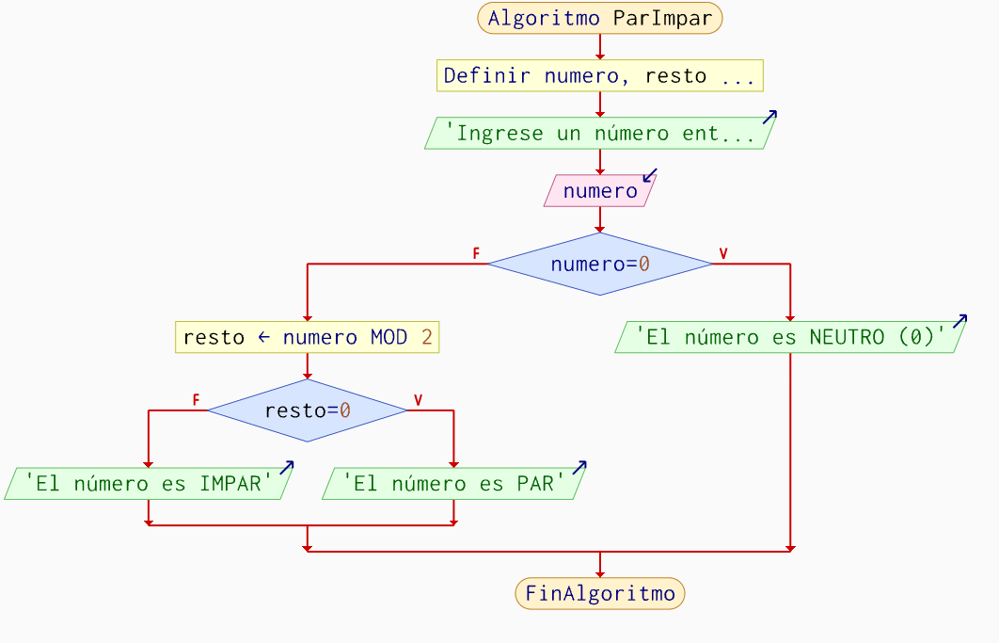 Algoritmo ParImpar
Definir numero, resto ...
'Ingrese un número ent...
numero
numero=0
F
V
resto ← numero MOD 2
'El número es NEUTRO (0)'
resto=0
F
V
'El número es IMPAR'
'El número es PAR'
FinAlgoritmo